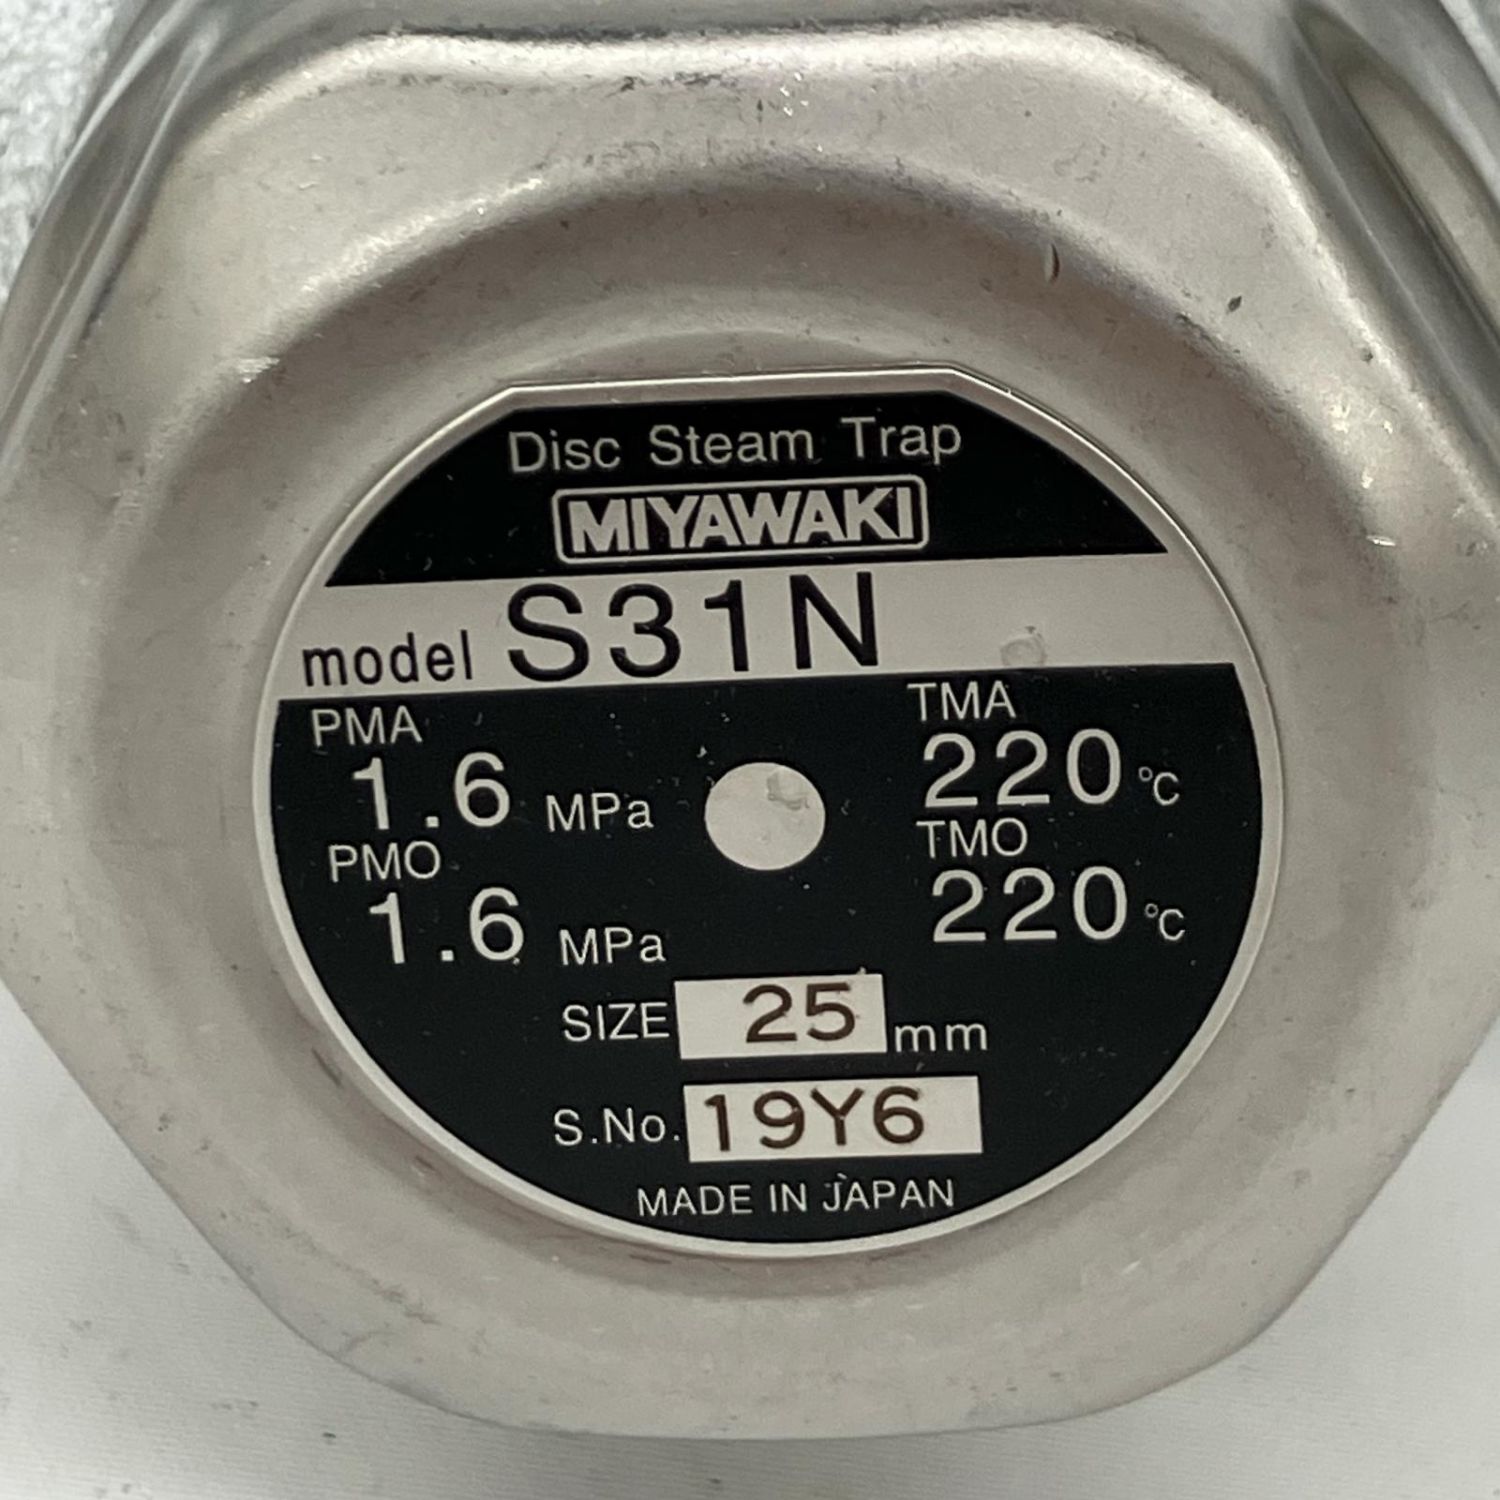 Disc Steam Trap
MIYAWAKI
model S31N
PMA
1.6 MPa
TMA
220 °C
PMO
1.6 MPa
TMO
220 °C
SIZE 25 mm
S.No. 19Y6
MADE IN JAPAN